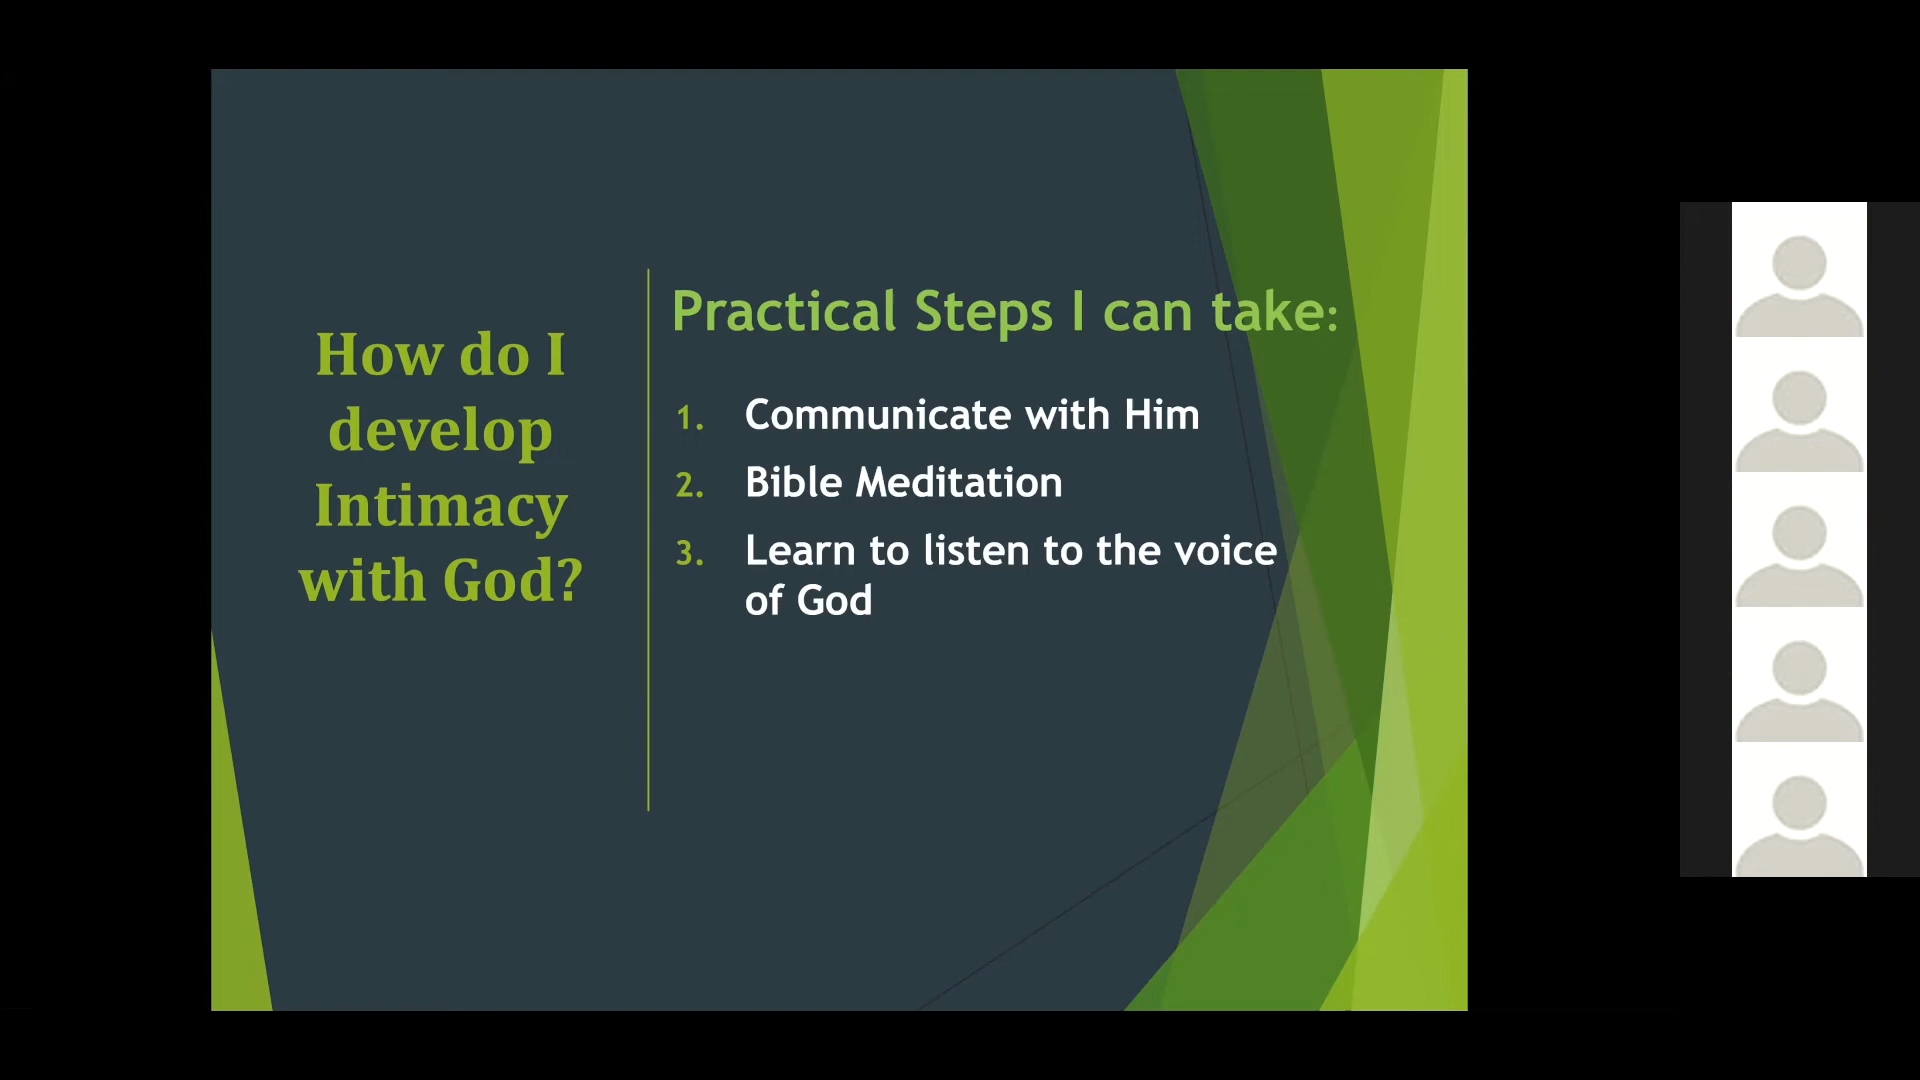 How do I
develop
Intimacy
with God?
Practical Steps I can take:
1. Communicate with Him
2. Bible Meditation
3. Learn to listen to the voice
of God